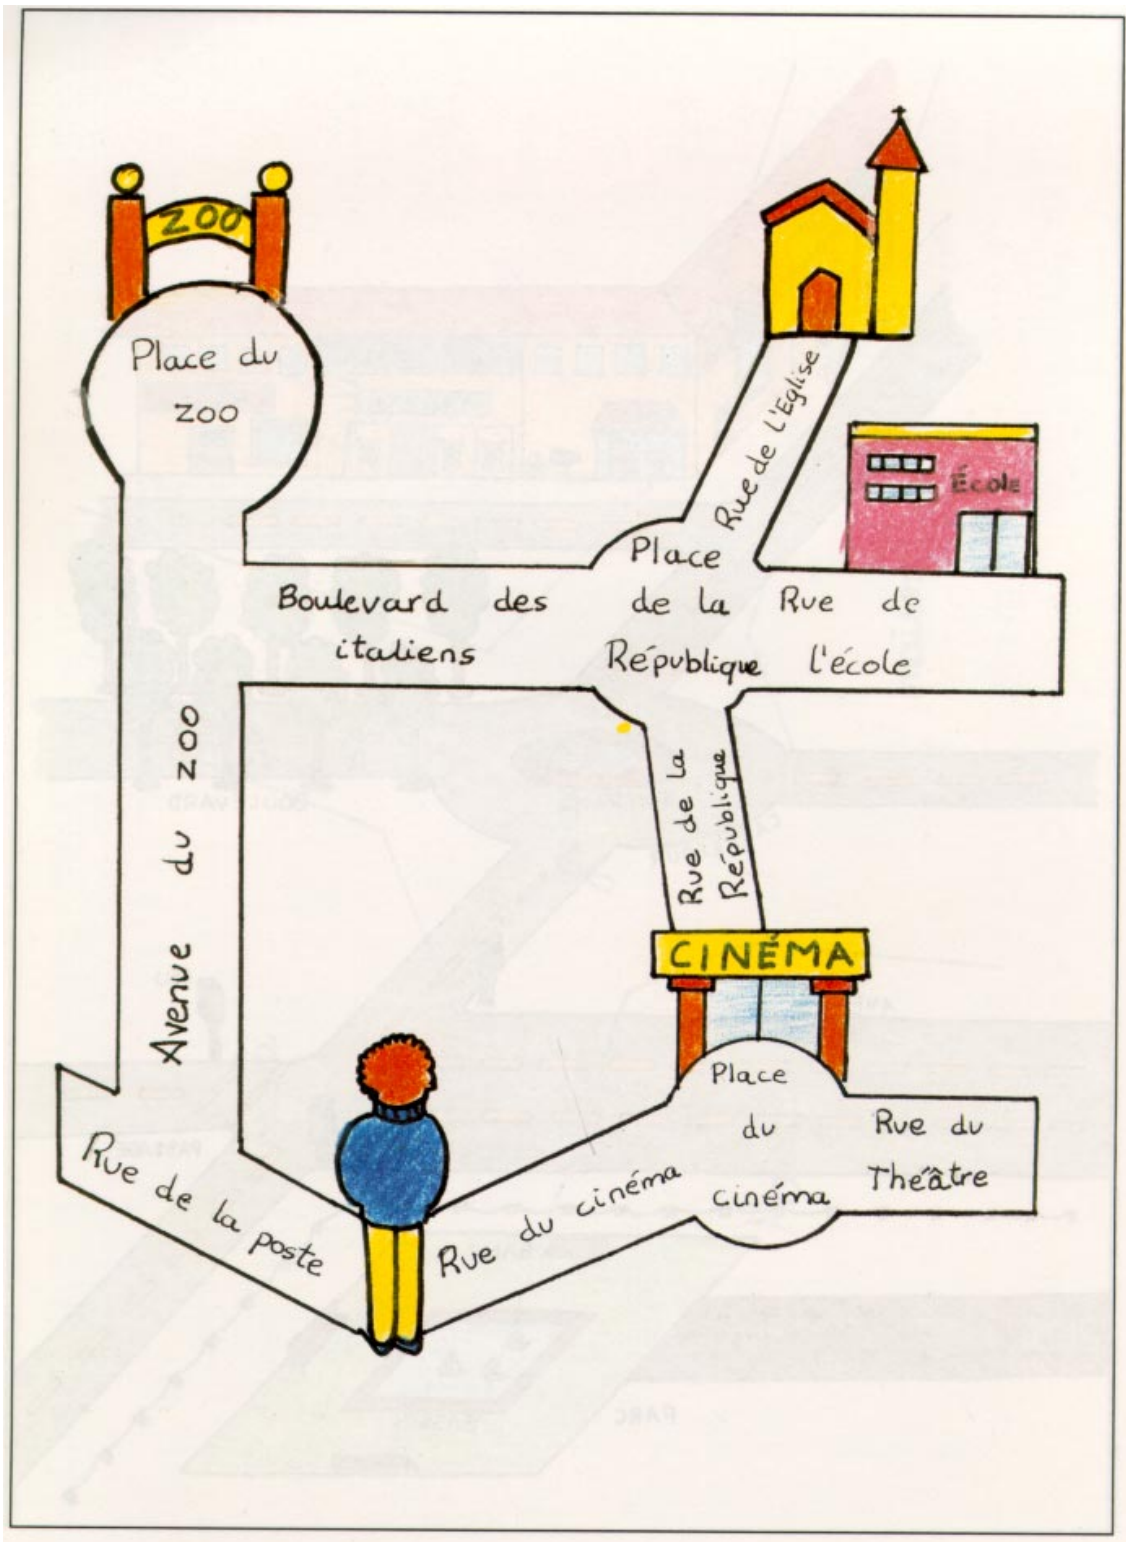 ZOO
Place du
zoo
Rue de l'Eglise
École
Place
de la
République
Boulevard des
italiens
Rue de
l'école
Avenue du zoo
Rue de la
République
CINÉMA
Place
du
cinéma
Rue du
Théâtre
Rue de la poste
Rue du cinéma